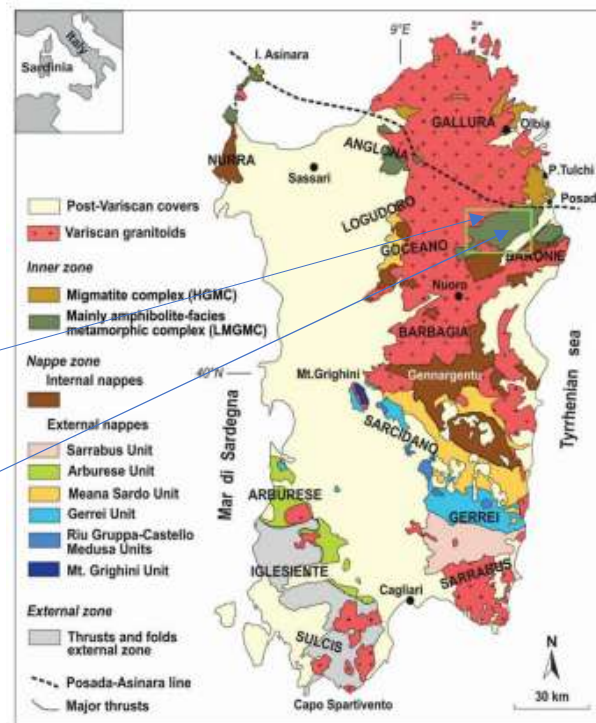 Italy
Sardinia
9°E
I. Asinara
GALLURA
Olbia
ANGLONA
NURRA
Sassari
P.Tulchi
Posad
LOGUDORO
GOCEANO
BARONIE
Nuoro
BARBAGIA
Gennargentu
Mt.Grighini
40°N
SARCIDANO
Mar di Sardegna
Tyrrhenian sea
ARBURESE
GERREI
IGLESIENTE
SARRABUS
Cagliari
SULCIS
Capo Spartivento
N
30 km
Post-Variscan covers
Variscan granitoids
Inner zone
Migmatite complex (HGMC)
Mainly amphibolite-facies
metamorphic complex (LMGMC)
Nappe zone
Internal nappes
External nappes
Sarrabus Unit
Arburese Unit
Meana Sardo Unit
Gerrei Unit
Riu Gruppa-Castello
Medusa Units
Mt. Grighini Unit
External zone
Thrusts and folds
external zone
Posada-Asinara line
Major thrusts